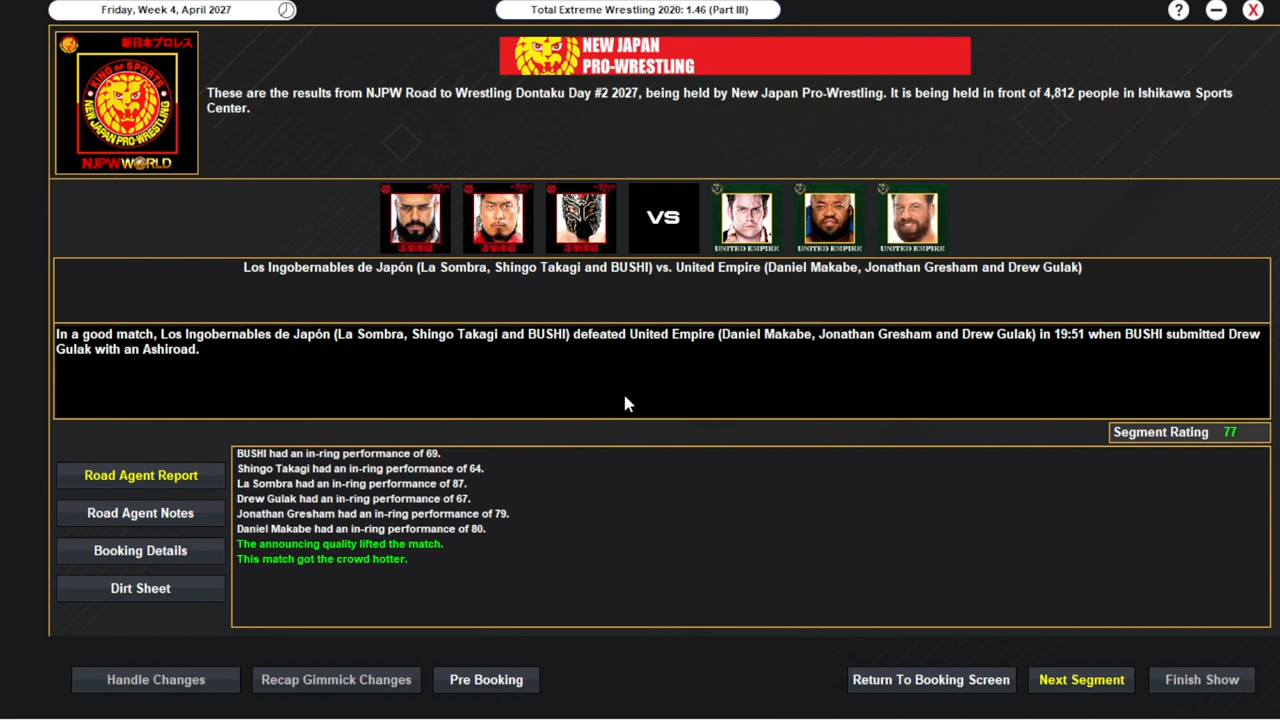 Friday, Week 4, April 2027
Total Extreme Wrestling 2020: 1.46 (Part III)
?
X
新日本プロレス
KING OF SPORTS
NEW JAPAN PRO-WRESTLING
NJPWWORLD
NEW JAPAN
PRO-WRESTLING
These are the results from NJPW Road to Wrestling Dontaku Day #2 2027, being held by New Japan Pro-Wrestling. It is being held in front of 4,812 people in Ishikawa Sports
Center.
VS
UNITED EMPIRE
UNITED EMPIRE
UNITED EMPIRE
Los Ingobernables de Japón (La Sombra, Shingo Takagi and BUSHI) vs. United Empire (Daniel Makabe, Jonathan Gresham and Drew Gulak)
In a good match, Los Ingobernables de Japón (La Sombra, Shingo Takagi and BUSHI) defeated United Empire (Daniel Makabe, Jonathan Gresham and Drew Gulak) in 19:51 when BUSHI submitted Drew
Gulak with an Ashiroad.
Segment Rating 77
Road Agent Report
Road Agent Notes
Booking Details
Dirt Sheet
BUSHI had an in-ring performance of 69.
Shingo Takagi had an in-ring performance of 64.
La Sombra had an in-ring performance of 87.
Drew Gulak had an in-ring performance of 67.
Jonathan Gresham had an in-ring performance of 79.
Daniel Makabe had an in-ring performance of 80.
The announcing quality lifted the match.
This match got the crowd hotter.
Handle Changes
Recap Gimmick Changes
Pre Booking
Return To Booking Screen
Next Segment
Finish Show